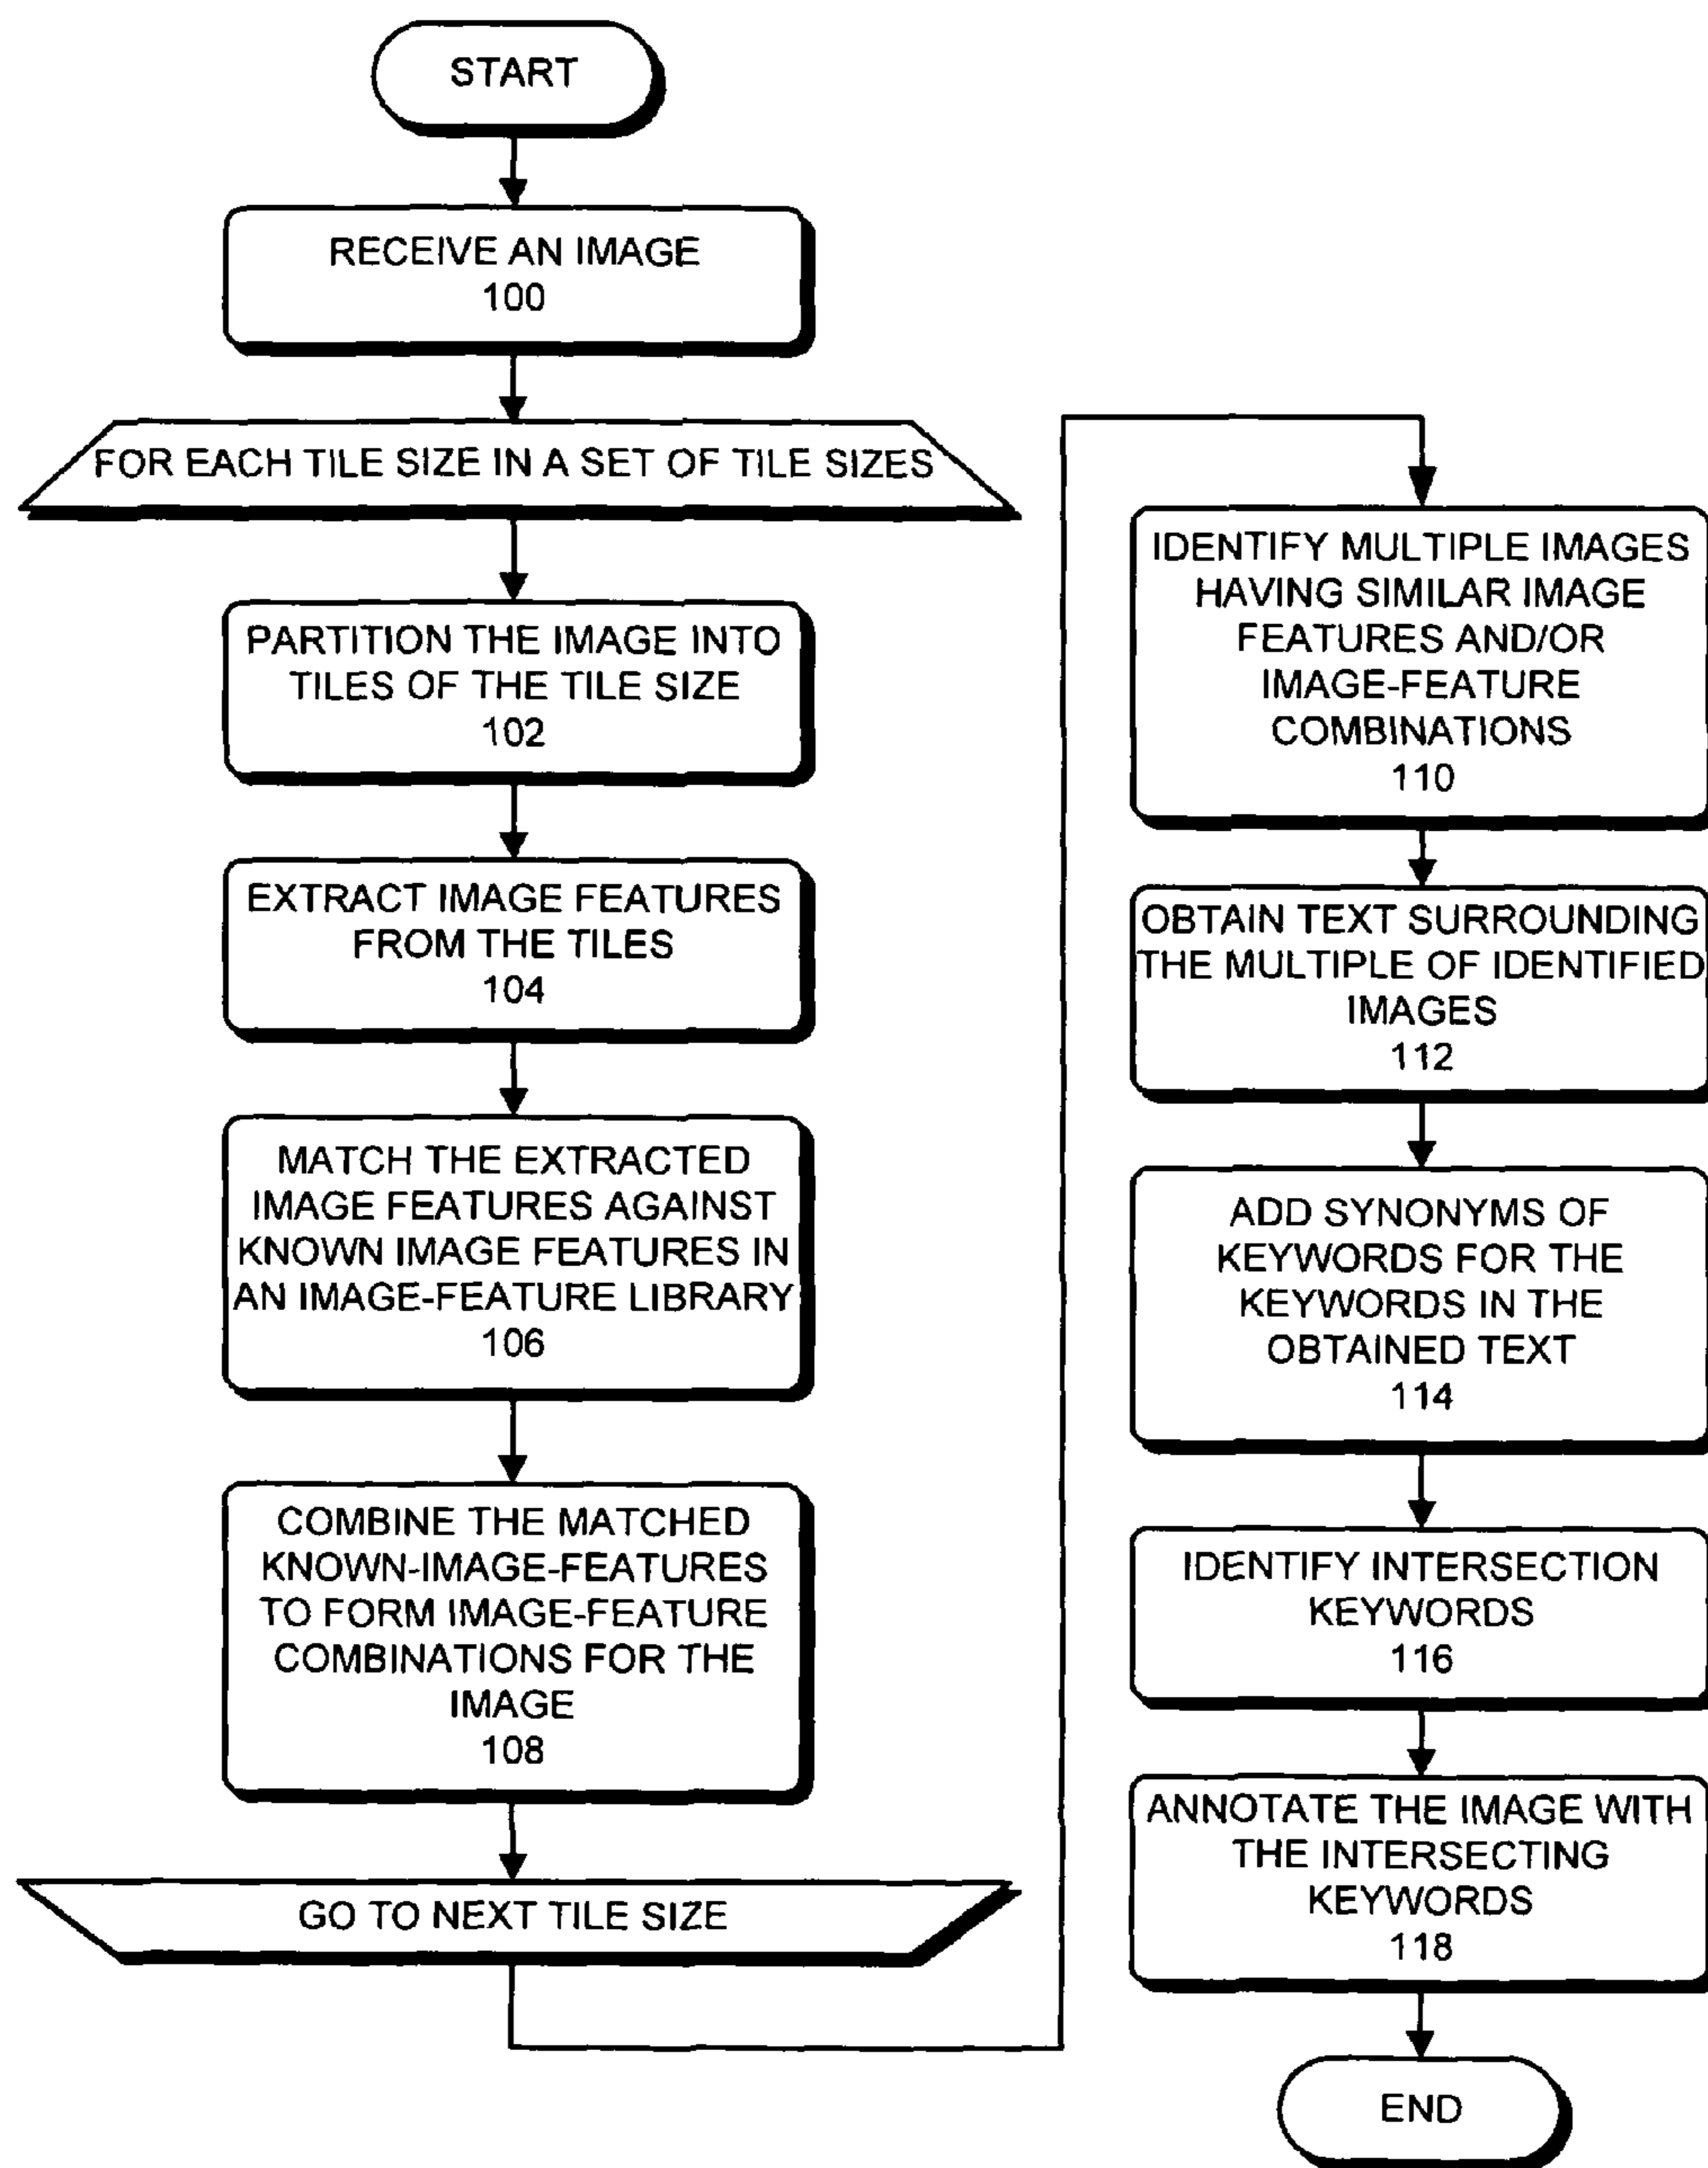 START
RECEIVE AN IMAGE
100
FOR EACH TILE SIZE IN A SET OF TILE SIZES
PARTITION THE IMAGE INTO
TILES OF THE TILE SIZE
102
EXTRACT IMAGE FEATURES
FROM THE TILES
104
MATCH THE EXTRACTED
IMAGE FEATURES AGAINST
KNOWN IMAGE FEATURES IN
AN IMAGE-FEATURE LIBRARY
106
COMBINE THE MATCHED
KNOWN-IMAGE-FEATURES
TO FORM IMAGE-FEATURE
COMBINATIONS FOR THE
IMAGE
108
GO TO NEXT TILE SIZE
IDENTIFY MULTIPLE IMAGES
HAVING SIMILAR IMAGE
FEATURES AND/OR
IMAGE-FEATURE
COMBINATIONS
110
OBTAIN TEXT SURROUNDING
THE MULTIPLE OF IDENTIFIED
IMAGES
112
ADD SYNONYMS OF
KEYWORDS FOR THE
KEYWORDS IN THE
OBTAINED TEXT
114
IDENTIFY INTERSECTION
KEYWORDS
116
ANNOTATE THE IMAGE WITH
THE INTERSECTING
KEYWORDS
118
END